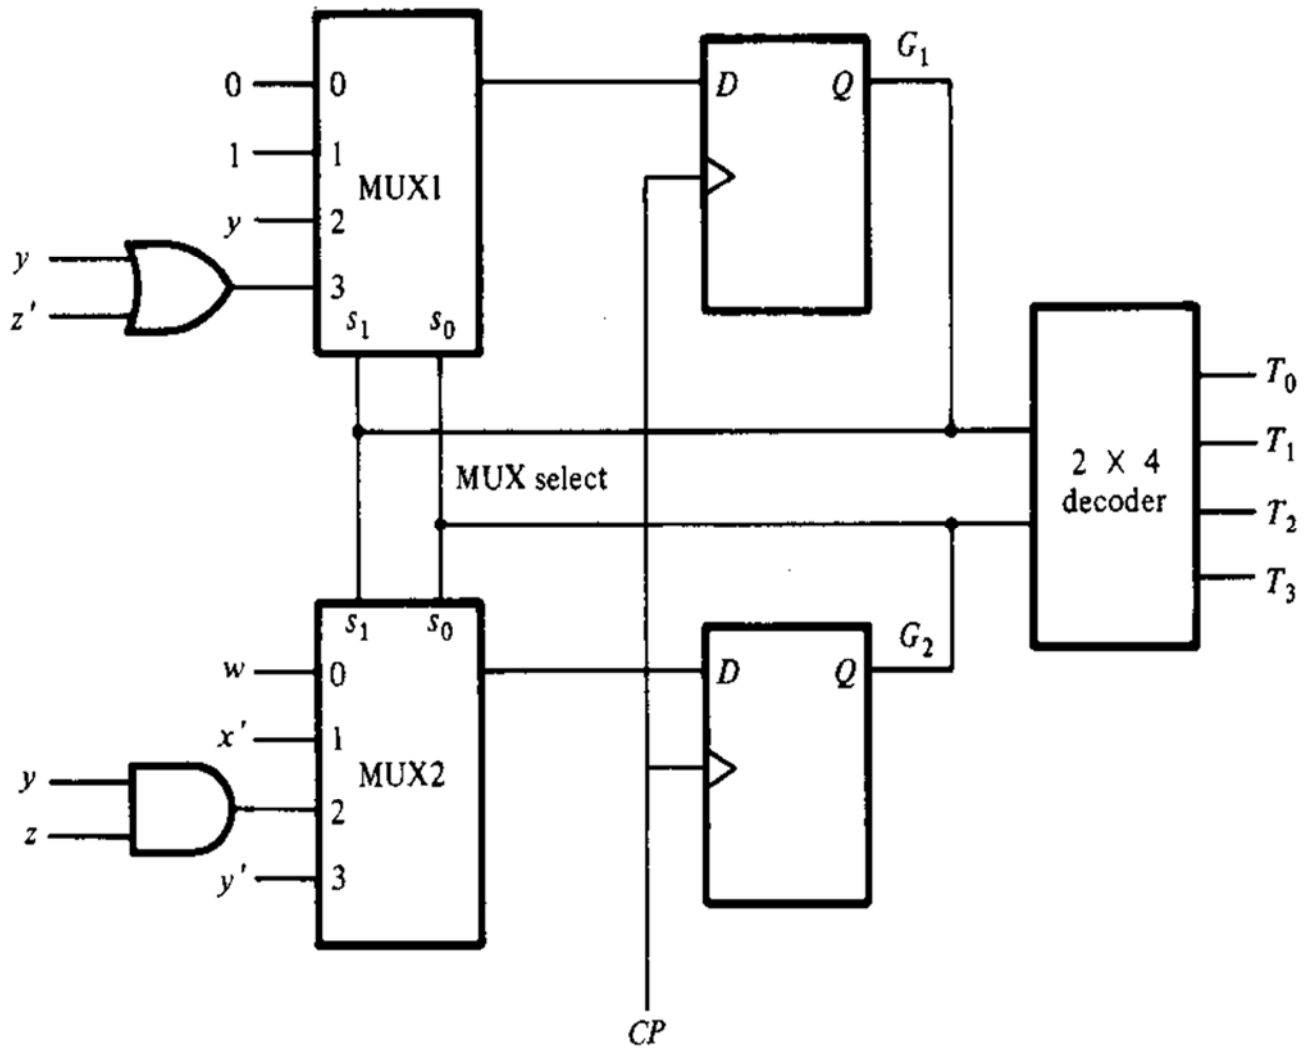 0 0
1 1
MUX1
y 2
y
z' 3
s1 s0
D Q
G1
MUX select
2 X 4
decoder
T0
T1
T2
T3
s1 s0
w 0
x' 1
MUX2
y
z 2
y' 3
D Q
G2
CP